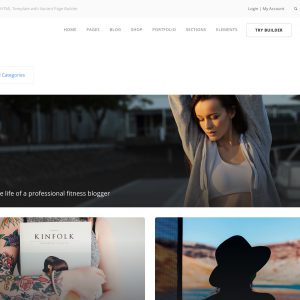 HTML Template with Variant Page Builder
Login | My Account
HOME PAGES BLOG SHOP PORTFOLIO SECTIONS ELEMENTS TRY BUILDER
Categories
e life of a professional fitness blogger
KINFOLK